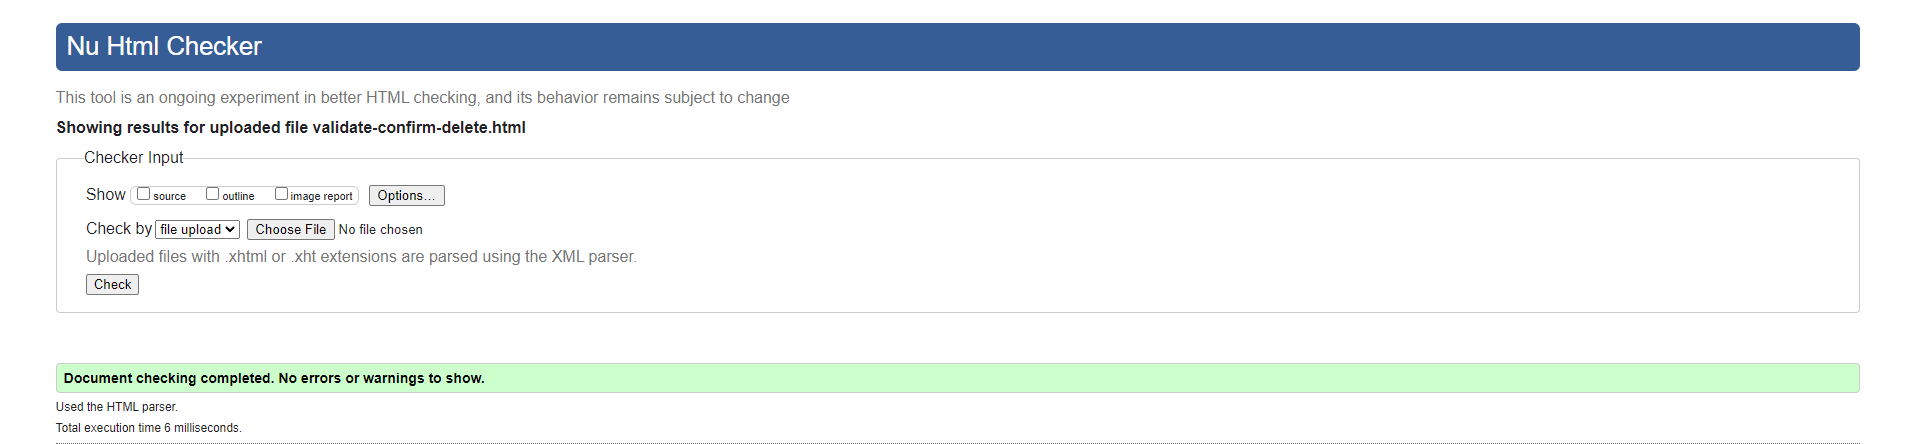 Nu Html Checker
This tool is an ongoing experiment in better HTML checking, and its behavior remains subject to change
Showing results for uploaded file validate-confirm-delete.html
Checker Input
Show source outline image report Options...
Check by file upload Choose File No file chosen
Uploaded files with .xhtml or .xht extensions are parsed using the XML parser.
Check
Document checking completed. No errors or warnings to show.
Used the HTML parser.
Total execution time 6 milliseconds.